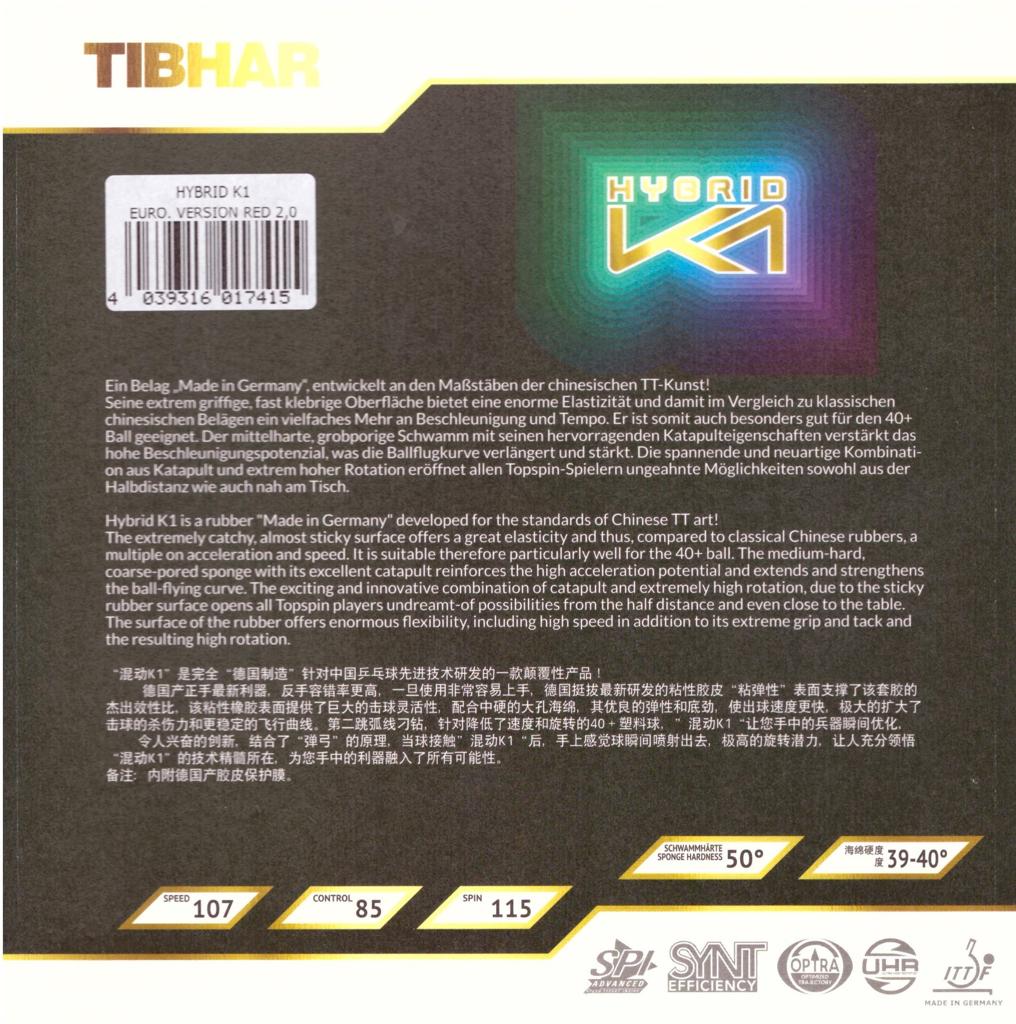 TIBHAR
HYBRID
K1
HYBRID K1
EURO. VERSION RED 2,0
4 039316 017415
Ein Belag „Made in Germany“, entwickelt an den Maßstäben der chinesischen TT-Kunst!
Seine extrem griffige, fast klebrige Oberfläche bietet eine enorme Elastizität und damit im Vergleich zu klassischen
chinesischen Belägen ein vielfaches Mehr an Beschleunigung und Tempo. Er ist somit auch besonders gut für den 40+
Ball geeignet. Der mittelharte, grobporige Schwamm mit seinen hervorragenden Katapulteigenschaften verstärkt das
hohe Beschleunigungspotenzial, was die Ballflugkurve verlängert und stärkt. Die spannende und neuartige Kombinati-
on aus Katapult und extrem hoher Rotation eröffnet allen Topspin-Spielern ungeahnte Möglichkeiten sowohl aus der
Halbdistanz wie auch nah am Tisch.
Hybrid K1 is a rubber "Made in Germany" developed for the standards of Chinese TT art!
The extremely catchy, almost sticky surface offers a great elasticity and thus, compared to classical Chinese rubbers, a
multiple on acceleration and speed. It is suitable therefore particularly well for the 40+ ball. The medium-hard,
coarse-pored sponge with its excellent catapult reinforces the high acceleration potential and extends and strengthens
the ball-flying curve. The exciting and innovative combination of catapult and extremely high rotation, due to the sticky
rubber surface opens all Topspin players undreamt-of possibilities from the half distance and even close to the table.
The surface of the rubber offers enormous flexibility, including high speed in addition to its extreme grip and tack and
the resulting high rotation.
“混动K1”是完全“德国制造”针对中国乒乓球先进技术研发的一款颠覆性产品！
德国产正手最新利器，反手容错率更高，一旦使用非常容易上手，德国挺拔最新研发的粘性胶皮“粘弹性”表面支撑了该套胶的
杰出效性比，该粘性橡胶表面提供了巨大的击球灵活性，配合中硬的大孔海绵，其优良的弹性和底劲，使出球速度更快，极大的扩大了
击球的杀伤力和更稳定的飞行曲线。第二跳弧线刁钻，针对降低了速度和旋转的40+塑料球，”混动K1“让您手中的兵器瞬间优化，
令人兴奋的创新，结合了“弹弓”的原理，当球接触”混动K1“后，手上感觉球瞬间喷射出去，极高的旋转潜力，让人充分领悟
“混动K1”的技术精髓所在，为您手中的利器融入了所有可能性。
备注：内附德国产胶皮保护膜。
SCHWAMMHÄRTE
SPONGE HARDNESS 50°
海绵硬度
度 39-40°
SPEED 107
CONTROL 85
SPIN 115
SPI
ADVANCED
SYNT
EFFICIENCY
OPTRA
OPTIMIZED
TRAJECTORY
UHR
ITTF
MADE IN GERMANY